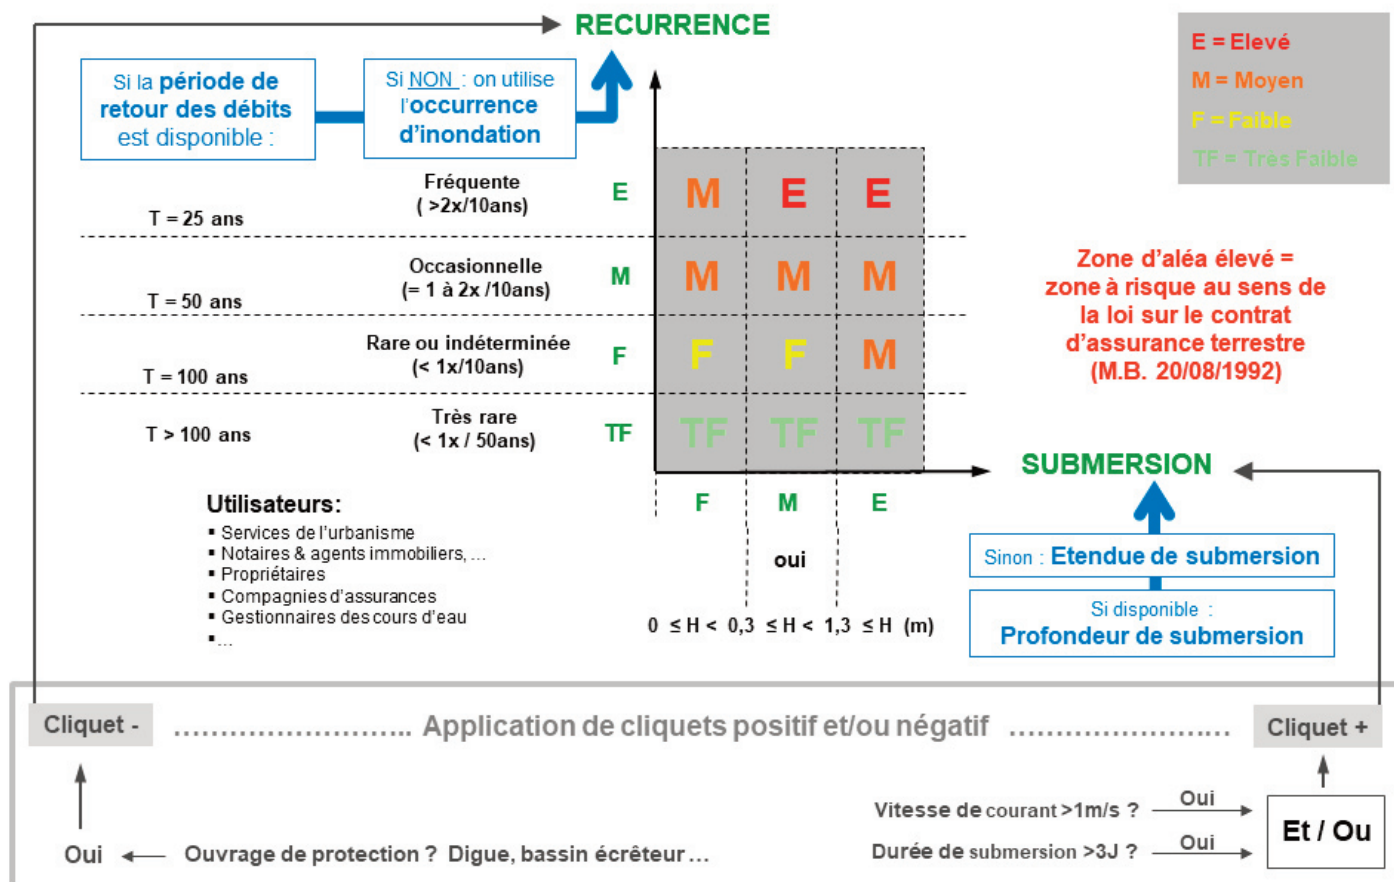 RECURRENCE
E = Elevé
M = Moyen
F = Faible
TF = Très Faible
Si la période de
retour des débits
est disponible :
Si NON : on utilise
l'occurrence
d'inondation
Fréquente
( >2x/10ans)
T = 25 ans
E
M E E
Occasionnelle
(= 1 à 2x /10ans)
T = 50 ans
M
M M M
Rare ou indéterminée
(< 1x/10ans)
T = 100 ans
F
F F M
Très rare
(< 1x / 50ans)
T > 100 ans
TF
TF TF TF
Zone d'aléa élevé =
zone à risque au sens de
la loi sur le contrat
d'assurance terrestre
(M.B. 20/08/1992)
SUBMERSION
F M E
oui
0 ≤ H < 0,3 ≤ H < 1,3 ≤ H (m)
Utilisateurs:
▪ Services de l'urbanisme
▪ Notaires & agents immobiliers, …
▪ Propriétaires
▪ Compagnies d'assurances
▪ Gestionnaires des cours d'eau
▪…
Sinon : Etendue de submersion
Si disponible :
Profondeur de submersion
Cliquet - …………………….. Application de cliquets positif et/ou négatif …………………… Cliquet +
Vitesse de courant >1m/s ? Oui
Durée de submersion >3J ? Oui
Et / Ou
Oui Ouvrage de protection ? Digue, bassin écrêteur …